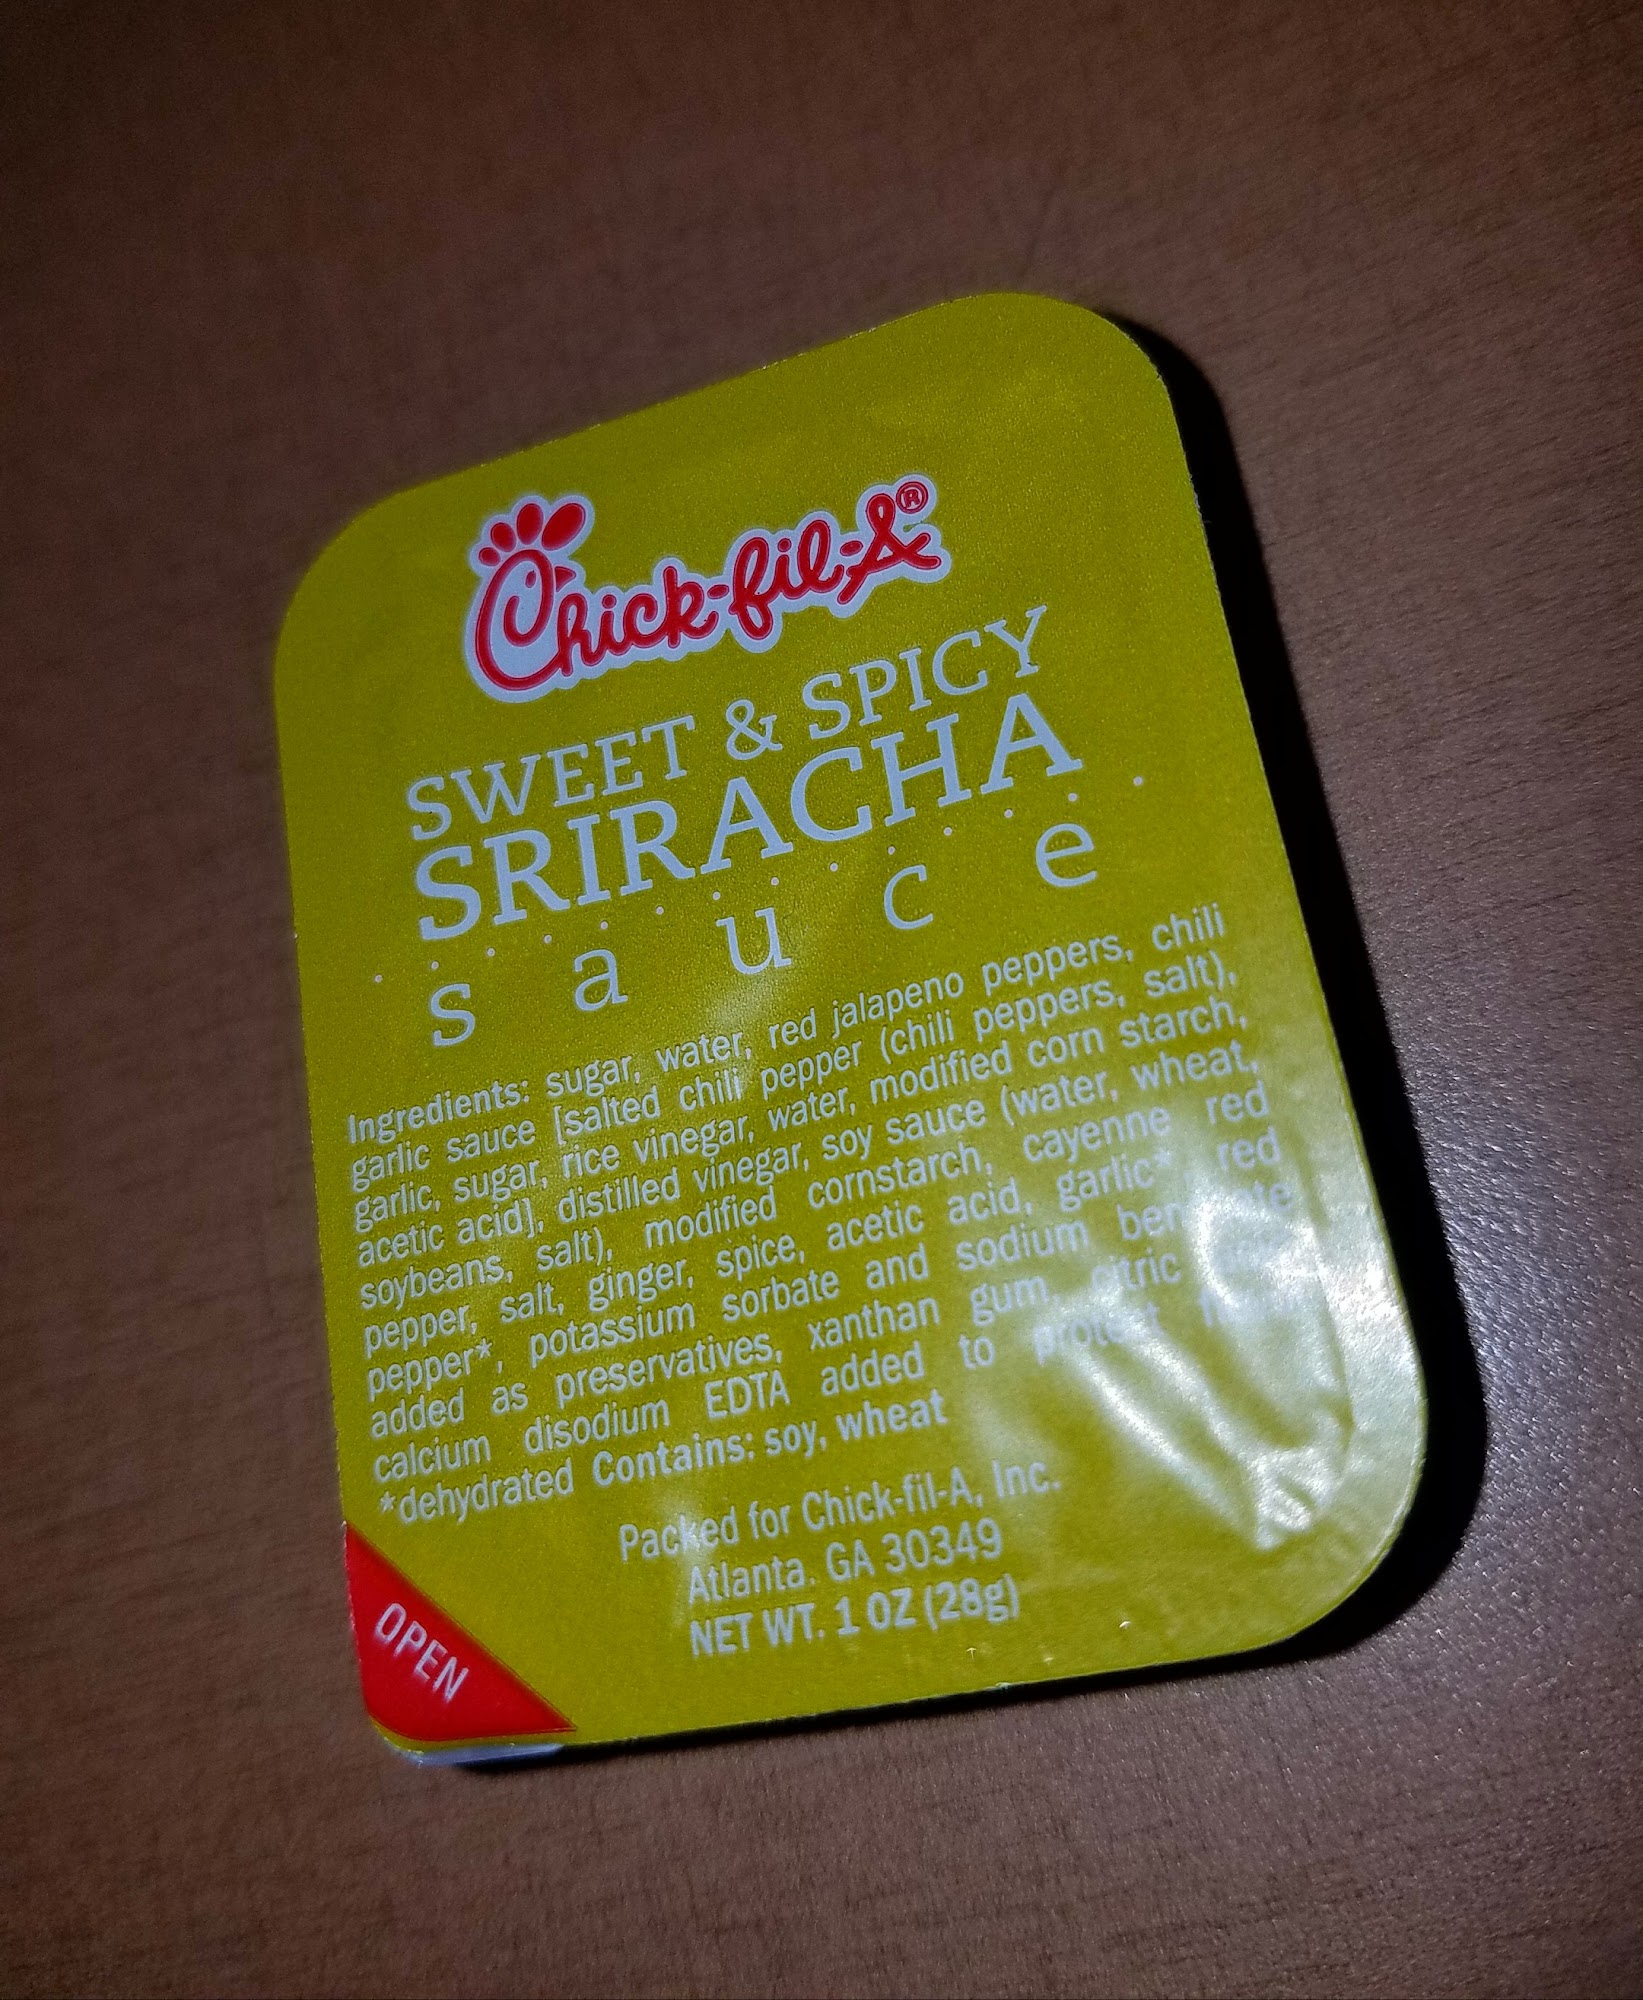 Chick-fil-A®
SWEET & SPICY
SRIRACHA
sauce
Ingredients: sugar, water, red jalapeno peppers, chili
garlic sauce [salted chili pepper (chili peppers, salt),
garlic, sugar, rice vinegar, water, modified corn starch,
acetic acid], distilled vinegar, soy sauce (water, wheat,
soybeans, salt), modified cornstarch, cayenne red
pepper, salt, ginger, spice, acetic acid, garlic* red
pepper*, potassium sorbate and sodium
added as preservatives, xanthan gum, citric
calcium disodium EDTA added to protect
*dehydrated Contains: soy, wheat
Packed for Chick-fil-A, Inc.
Atlanta. GA 30349
NET WT. 1 OZ (28g)
OPEN